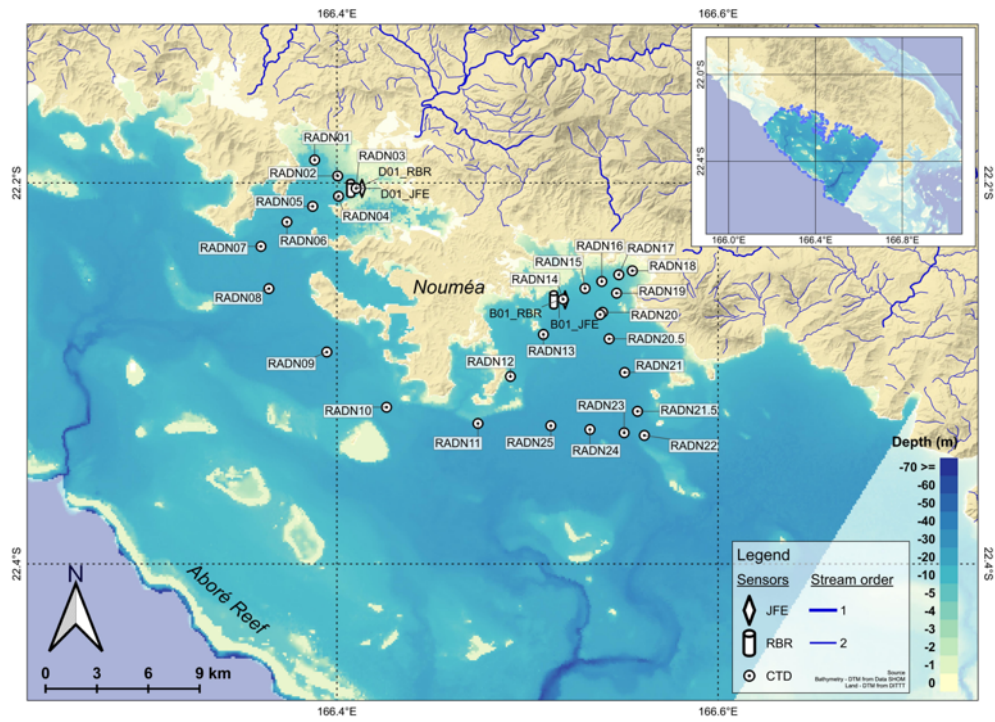 166.4°E
166.6°E
22.0°S
22.4°S
166.0°E
166.4°E
166.8°E
22.2°S
22.2°S
RADN01
RADN03
RADN02
D01_RBR
D01_JFE
RADN05
RADN04
RADN06
RADN07
RADN08
Nouméa
RADN16
RADN17
RADN15
RADN18
RADN14
RADN19
B01_RBR
B01_JFE
RADN20
RADN13
RADN20.5
RADN09
RADN12
RADN21
RADN10
RADN23
RADN21.5
RADN11
RADN25
RADN24
RADN22
Depth (m)
-70 >=
-60
-50
-40
-30
-20
-10
-5
-4
-3
-2
-1
0
22.4°S
22.4°S
Aboré Reef
N
0 3 6 9 km
Legend
Sensors Stream order
JFE 1
RBR 2
CTD
Source
Bathymetry - DTM from Data SHOM
Land - DTM from DITTT
166.4°E
166.6°E